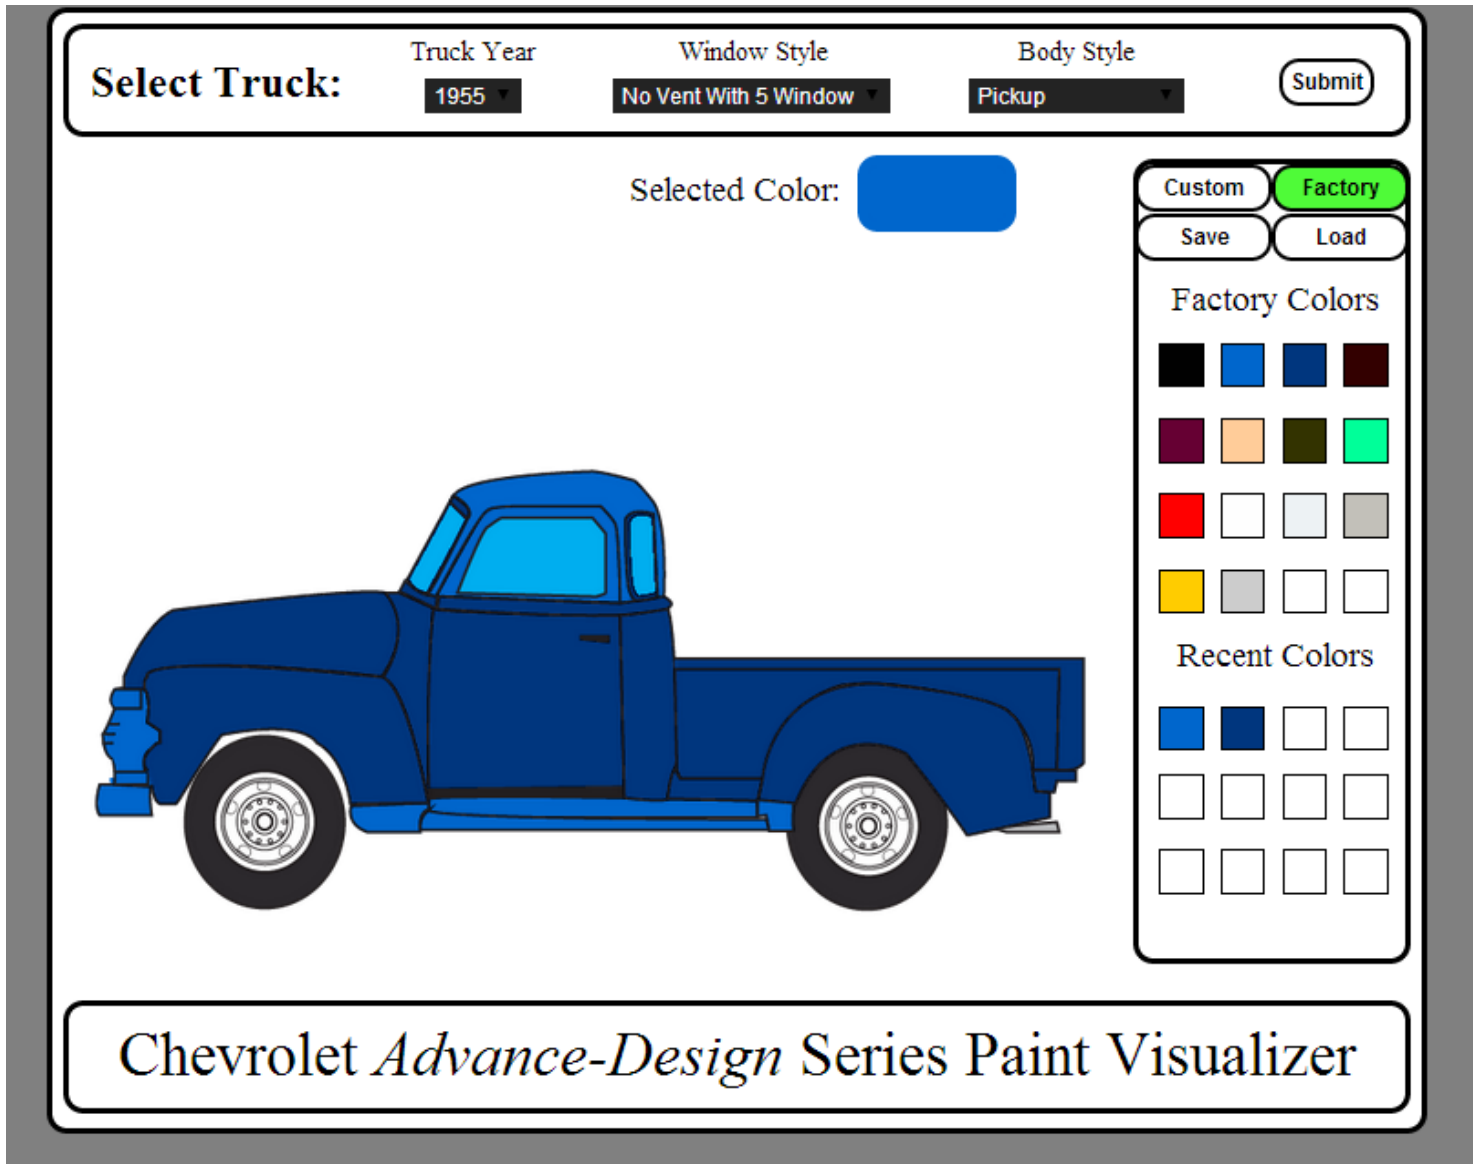 Select Truck:
Truck Year
1955
Window Style
No Vent With 5 Window
Body Style
Pickup
Submit
Selected Color:
Custom
Factory
Save
Load
Factory Colors
Recent Colors
Chevrolet Advance-Design Series Paint Visualizer